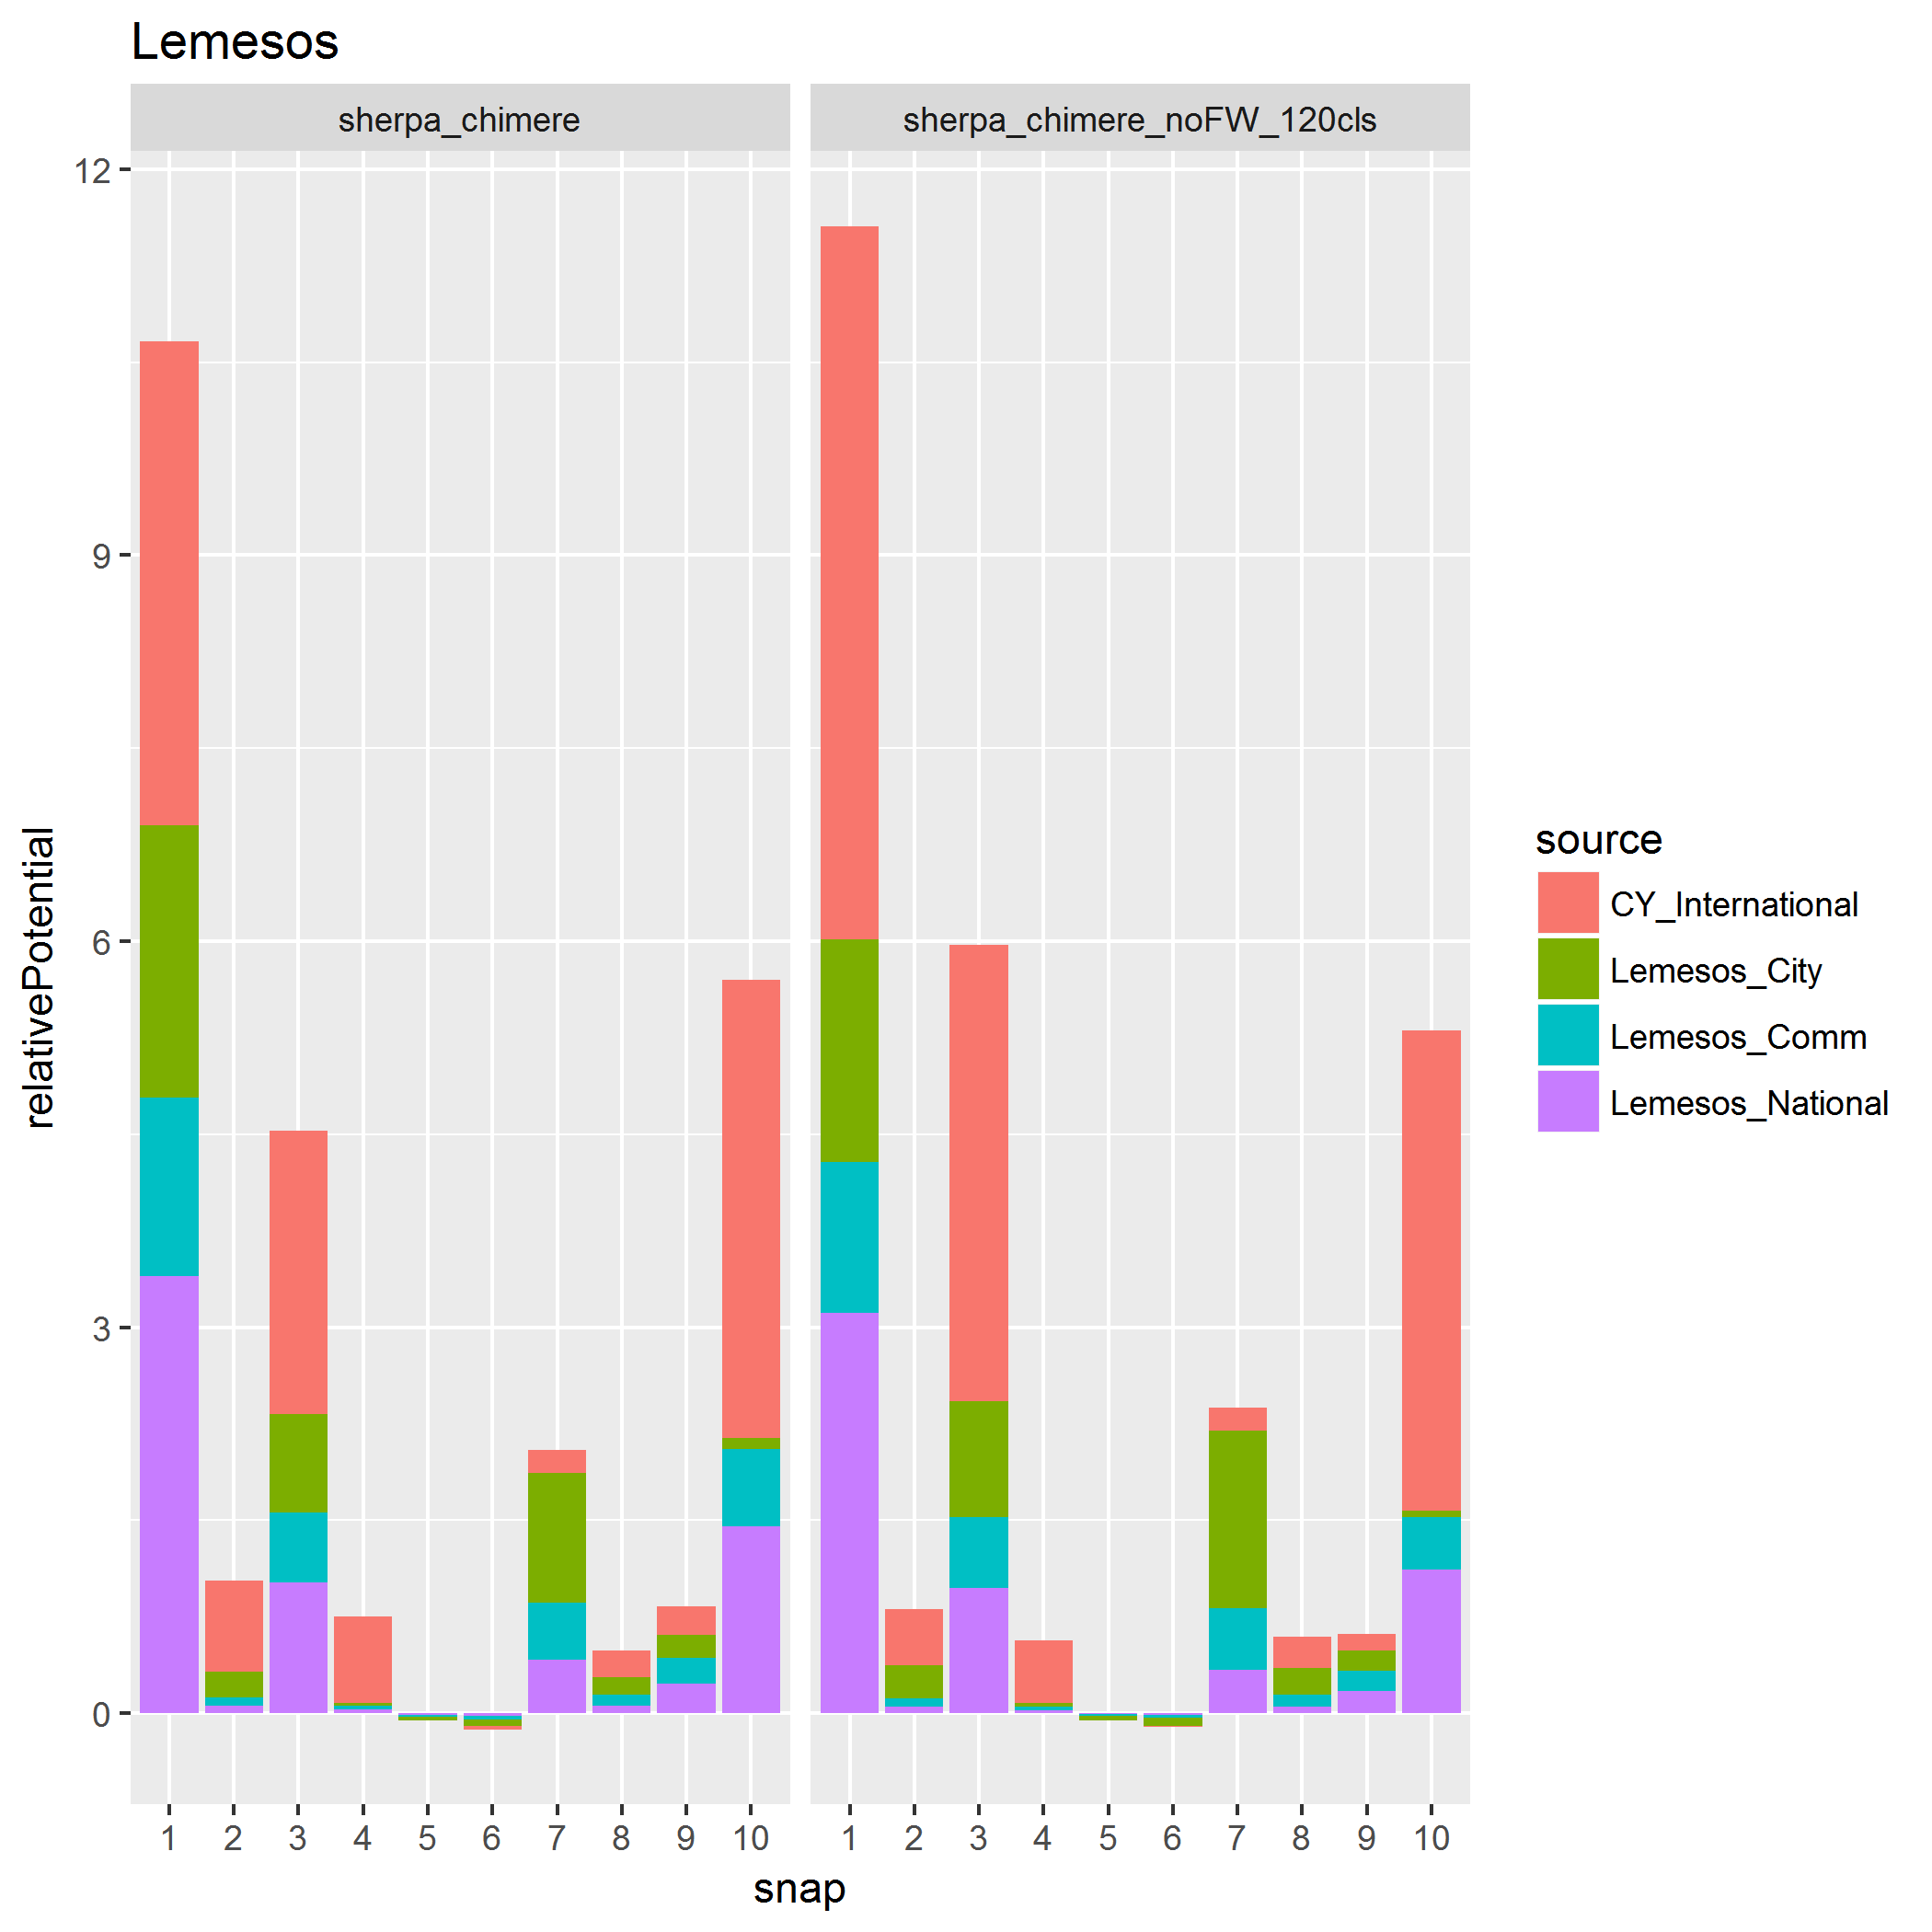 Lemesos
sherpa_chimere
sherpa_chimere_noFW_120cls
12
9
6
3
0
relativePotential
1 2 3 4 5 6 7 8 9 10
1 2 3 4 5 6 7 8 9 10
snap
source
CY_International
Lemesos_City
Lemesos_Comm
Lemesos_National